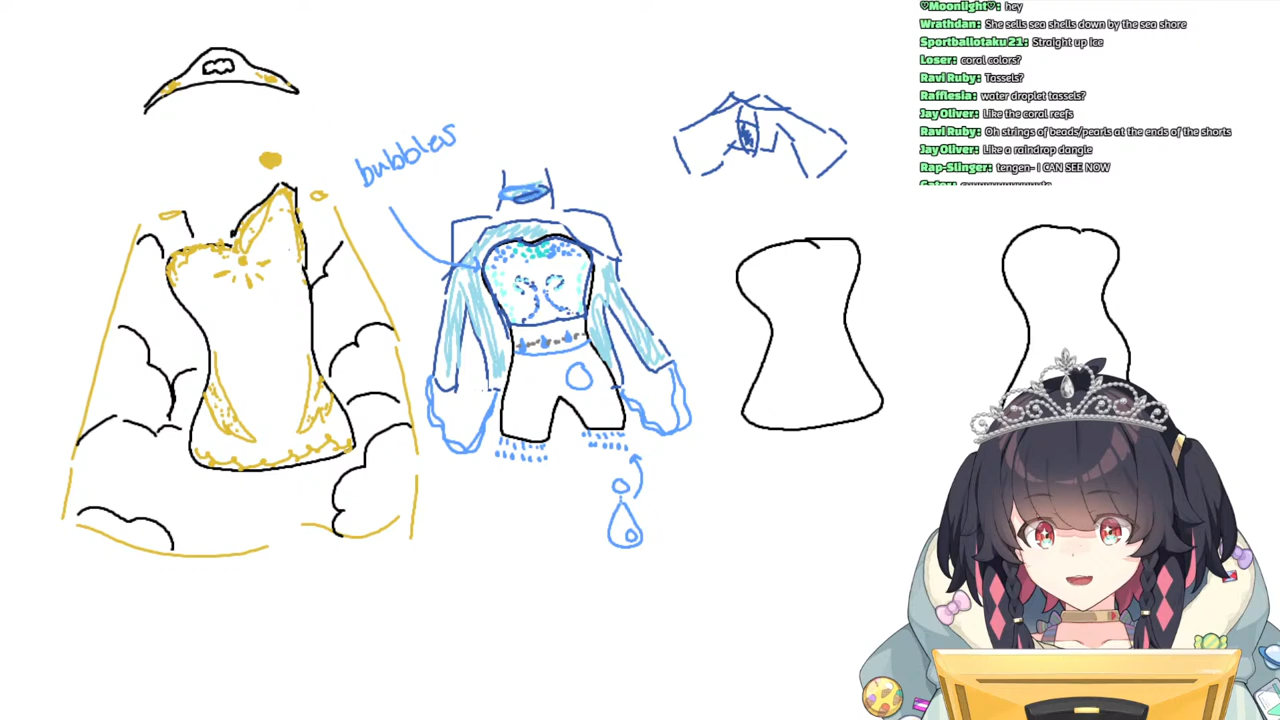 ♡Moonlight♡: hey
Wrathdan: She sells sea shells down by the sea shore
Sportballotaku21: Straight up Ice
Loser: coral colors?
Ravi Ruby: Tassels?
Rafflesia: water droplet tassels?
JayOliver: Like the coral reefs
Ravi Ruby: Oh strings of beads/pearls at the ends of the shorts
JayOliver: Like a raindrop dangle
Rap-Slinger: tengen- I CAN SEE NOW
bubbles